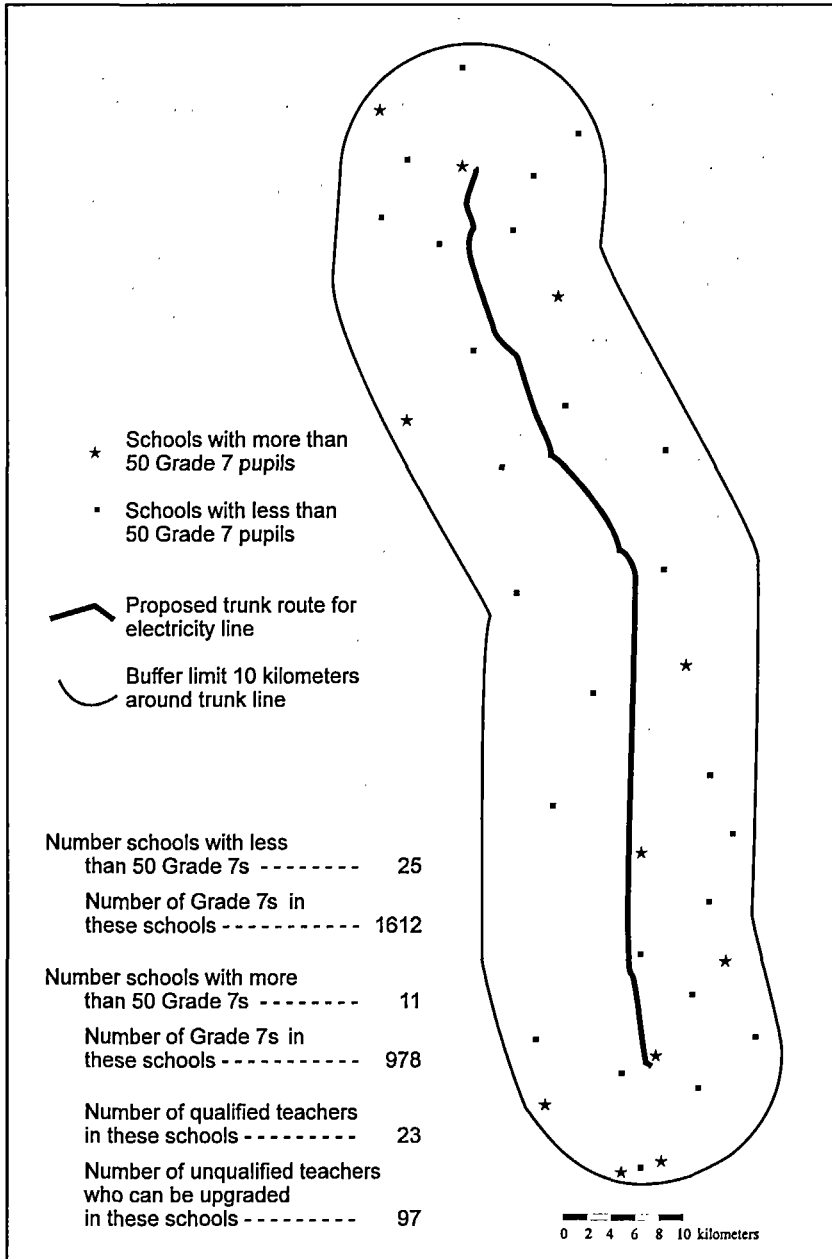 Schools with more than
50 Grade 7 pupils
Schools with less than
50 Grade 7 pupils
Proposed trunk route for
electricity line
Buffer limit 10 kilometers
around trunk line
Number schools with less
than 50 Grade 7s - - - - - - - - 25
Number of Grade 7s in
these schools - - - - - - - - - - - 1612
Number schools with more
than 50 Grade 7s - - - - - - - - 11
Number of Grade 7s in
these schools - - - - - - - - - - - 978
Number of qualified teachers
in these schools - - - - - - - - - 23
Number of unqualified teachers
who can be upgraded
in these schools - - - - - - - - - 97
0 2 4 6 8 10 kilometers